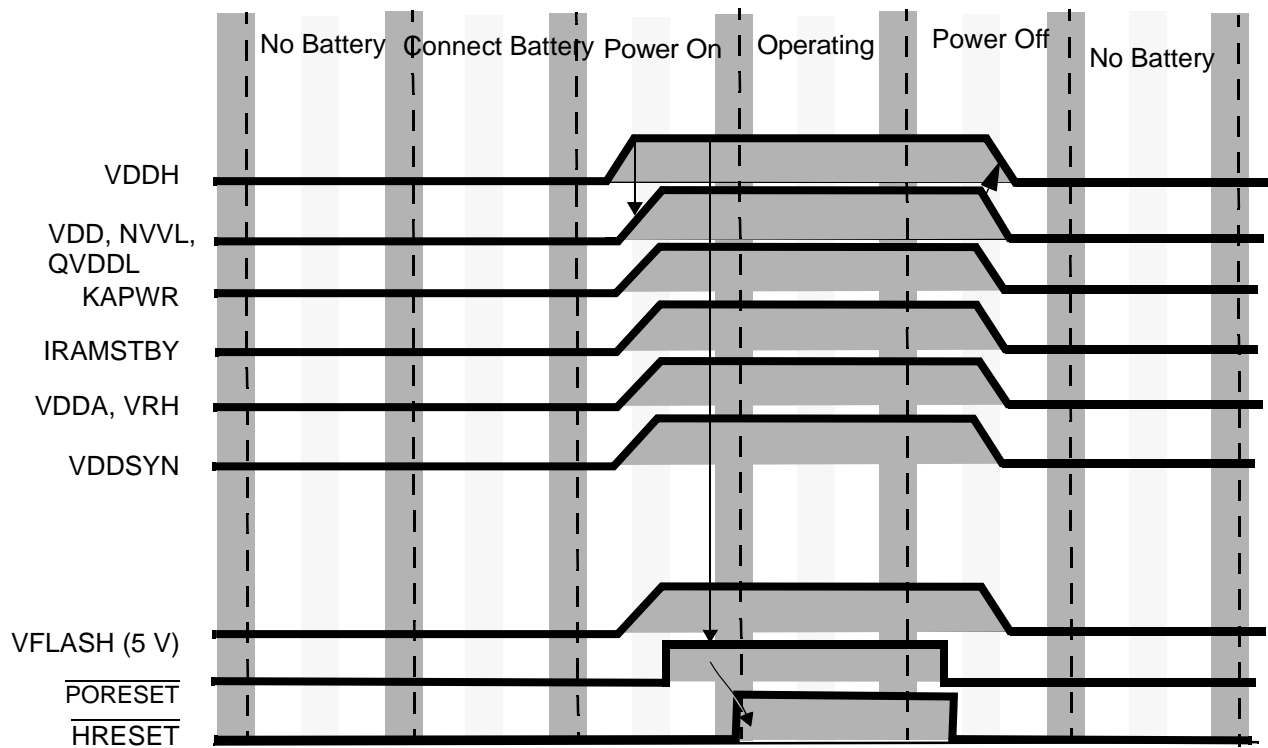 No Battery
Connect Battery
Power On
Operating
Power Off
No Battery
VDDH
VDD, NVVL,
QVDDL
KAPWR
IRAMSTBY
VDDA, VRH
VDDSYN
VFLASH (5 V)
PORESET
HRESET